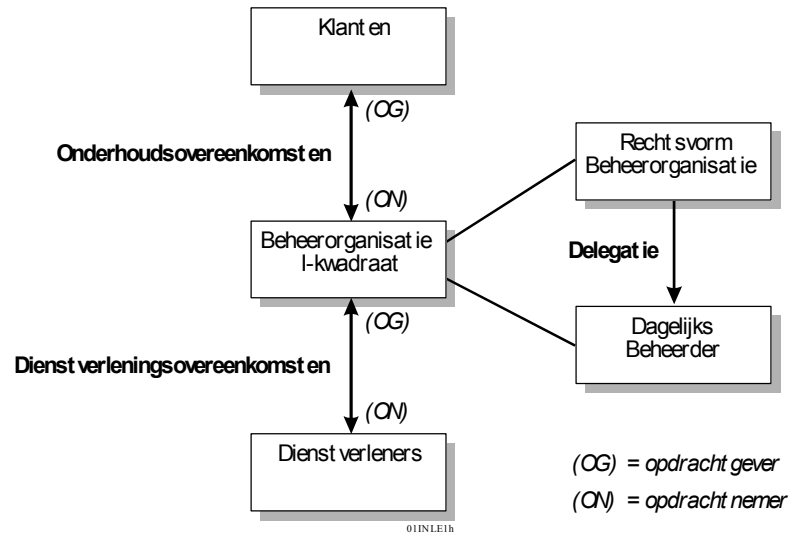 Klanten
(OG)
Onderhoudsovereenkomsten
(ON)
Rechtsvorm
Beheerorganisatie
Beheerorganisatie
I-kwadraat
Delegatie
(OG)
Dagelijks
Beheerder
Dienstverleningsovereenkomsten
(ON)
Dienstverleners
(OG) = opdrachtgever
(ON) = opdrachtnemer
01INLE1h